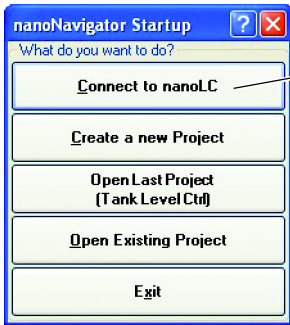 nanoNavigator Startup
What do you want to do?
Connect to nanoLC
Create a new Project
Open Last Project
(Tank Level Ctrl)
Open Existing Project
Exit